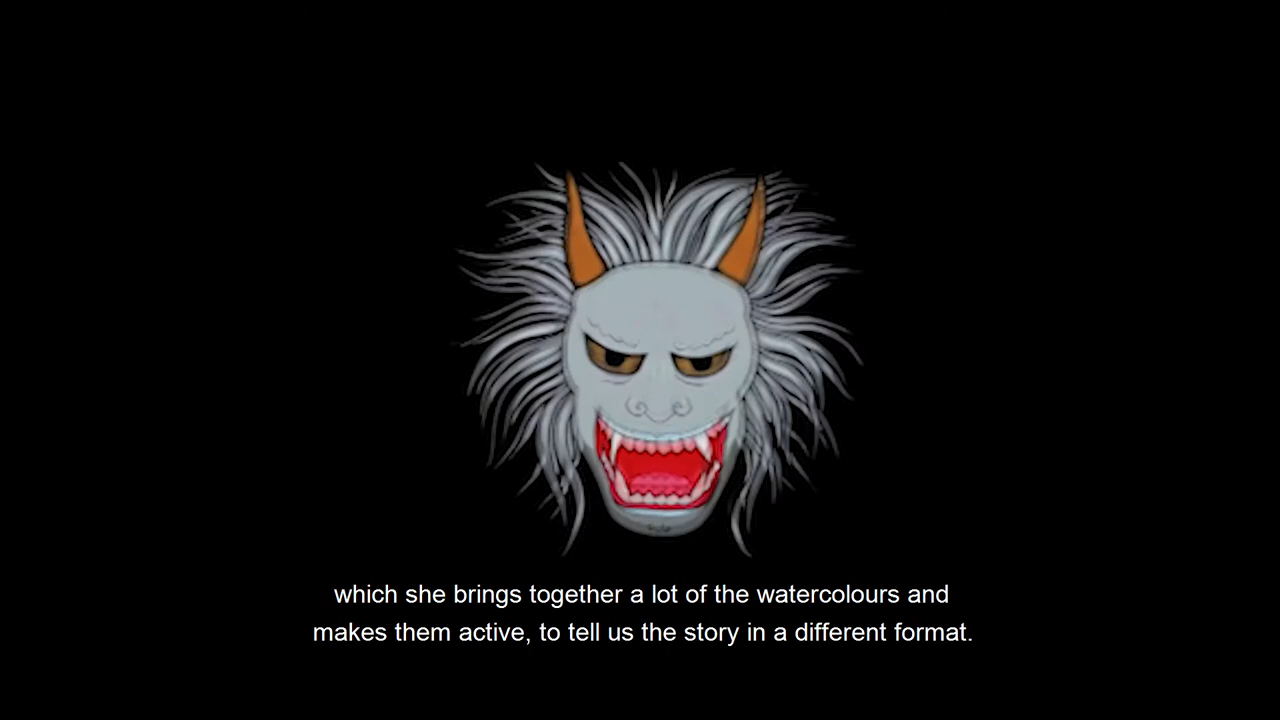 which she brings together a lot of the watercolours and
makes them active, to tell us the story in a different format.